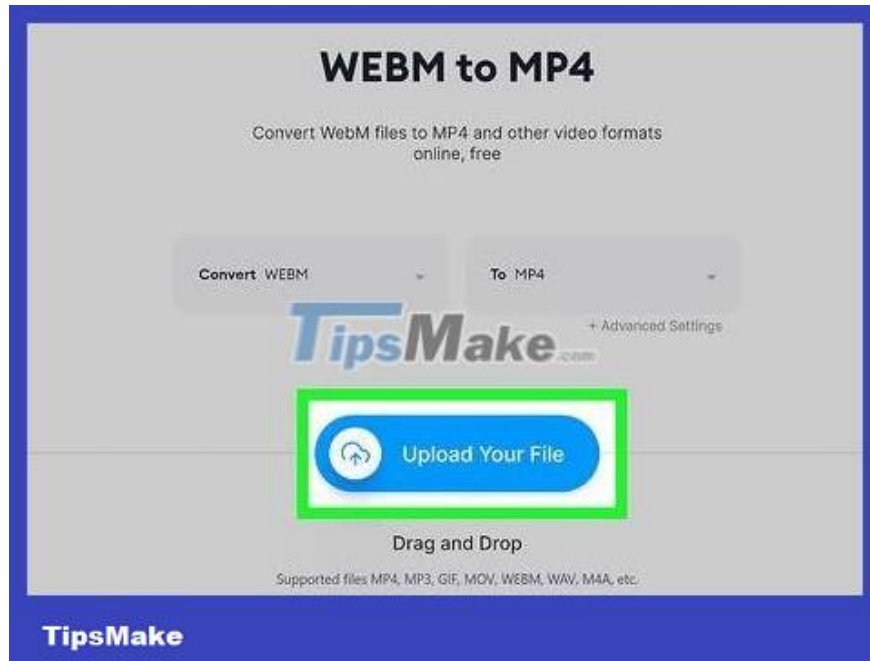 WEBM to MP4
Convert WebM files to MP4 and other video formats
online, free
Convert WEBM
To MP4
+ Advanced Settings
TipsMake.com
Upload Your File
Drag and Drop
Supported files MP4, MP3, GIF, MOV, WEBM, WAV, M4A, etc.
TipsMake